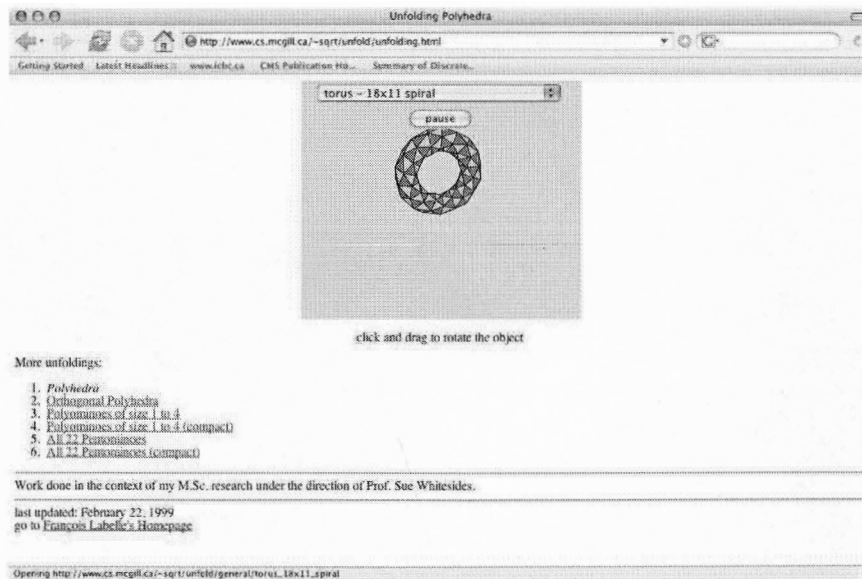 Unfolding Polyhedra
http://www.cs.mcgill.ca/~sqrt/unfold/unfolding.html
Getting Started Latest Headlines www.icbc.ca CMS Publication Ho... Summary of Discrete...
torus - 18x11 spiral
pause
click and drag to rotate the object
More unfoldings:
1. Polyhedra
2. Orthogonal Polyhedra
3. Polyominoes of size 1 to 4
4. Polyominoes of size 1 to 4 (compact)
5. All 22 Pentominoes
6. All 22 Pentominoes (compact)
Work done in the context of my M.Sc. research under the direction of Prof. Sue Whitesides.
last updated: February 22, 1999
go to François Labelle's Homepage
Opening http://www.cs.mcgill.ca/~sqrt/unfold/general/torus_18x11_spiral